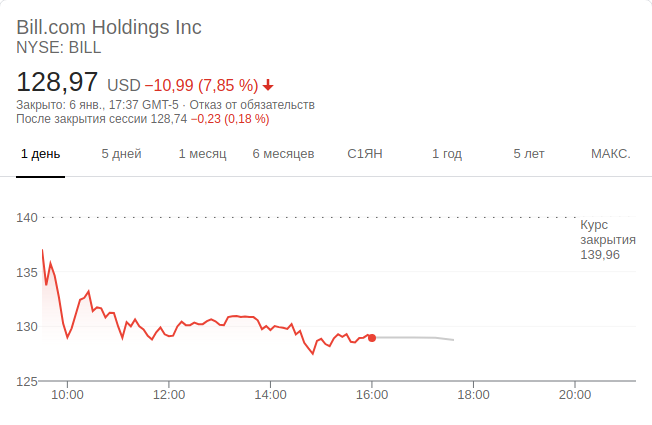 Bill.com Holdings Inc
NYSE: BILL
128,97 USD −10,99 (7,85 %)
Закрыто: 6 янв., 17:37 GMT-5 · Отказ от обязательств
После закрытия сессии 128,74 −0,23 (0,18 %)
1 день 5 дней 1 месяц 6 месяцев С1ЯН 1 год 5 лет МАКС.
140
Курс
закрытия
139,96
135
130
125
10:00 12:00 14:00 16:00 18:00 20:00